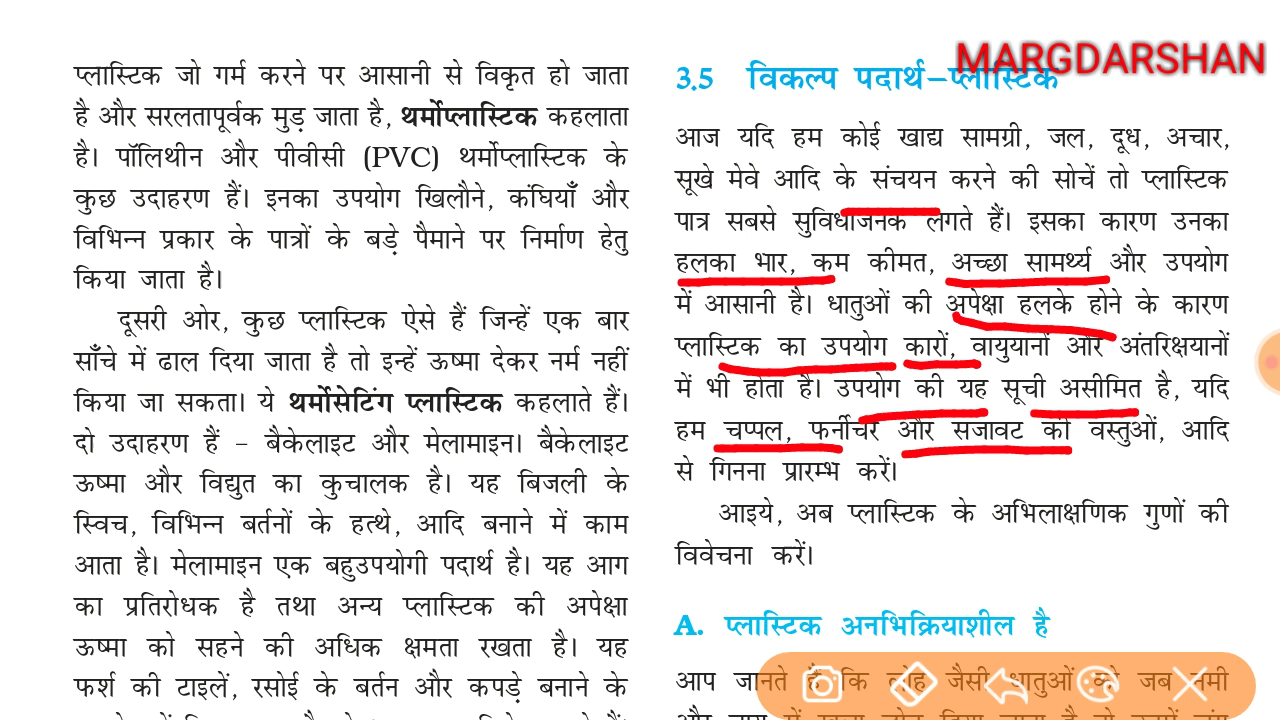 प्लास्टिक जो गर्म करने पर आसानी से विकृत हो जाता
है और सरलतापूर्वक मुड़ जाता है, थर्मोप्लास्टिक कहलाता
है। पॉलिथीन और पीवीसी (PVC) थर्मोप्लास्टिक के
कुछ उदाहरण हैं। इनका उपयोग खिलौने, कंघियाँ और
विभिन्न प्रकार के पात्रों के बड़े पैमाने पर निर्माण हेतु
किया जाता है।
दूसरी ओर, कुछ प्लास्टिक ऐसे हैं जिन्हें एक बार
साँचे में ढाल दिया जाता है तो इन्हें ऊष्मा देकर नर्म नहीं
किया जा सकता। ये थर्मोसेटिंग प्लास्टिक कहलाते हैं।
दो उदाहरण हैं – बैकेलाइट और मेलामाइन। बैकेलाइट
ऊष्मा और विद्युत का कुचालक है। यह बिजली के
स्विच, विभिन्न बर्तनों के हत्थे, आदि बनाने में काम
आता है। मेलामाइन एक बहुउपयोगी पदार्थ है। यह आग
का प्रतिरोधक है तथा अन्य प्लास्टिक की अपेक्षा
ऊष्मा को सहने की अधिक क्षमता रखता है। यह
फर्श की टाइलें, रसोई के बर्तन और कपड़े बनाने के
MARGDARSHAN
3.5 विकल्प पदार्थ–प्लास्टिक
आज यदि हम कोई खाद्य सामग्री, जल, दूध, अचार,
सूखे मेवे आदि के संचयन करने की सोचें तो प्लास्टिक
पात्र सबसे सुविधाजनक लगते हैं। इसका कारण उनका
हलका भार, कम कीमत, अच्छा सामर्थ्य और उपयोग
में आसानी है। धातुओं की अपेक्षा हलके होने के कारण
प्लास्टिक का उपयोग कारों, वायुयानों और अंतरिक्षयानों
में भी होता है। उपयोग की यह सूची असीमित है, यदि
हम चप्पल, फर्नीचर और सजावट की वस्तुओं, आदि
से गिनना प्रारम्भ करें।
आइये, अब प्लास्टिक के अभिलाक्षणिक गुणों की
विवेचना करें।
A. प्लास्टिक अनभिक्रियाशील है
आप जानते हैं कि लोहे जैसी धातुओं को जब नमी